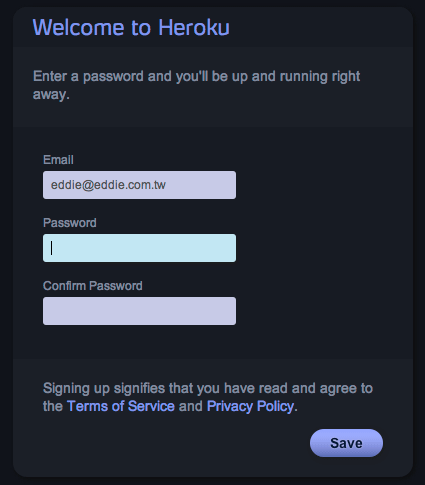 Welcome to Heroku
Enter a password and you'll be up and running right
away.
Email
eddie@eddie.com.tw
Password
Confirm Password
Signing up signifies that you have read and agree to
the Terms of Service and Privacy Policy.
Save